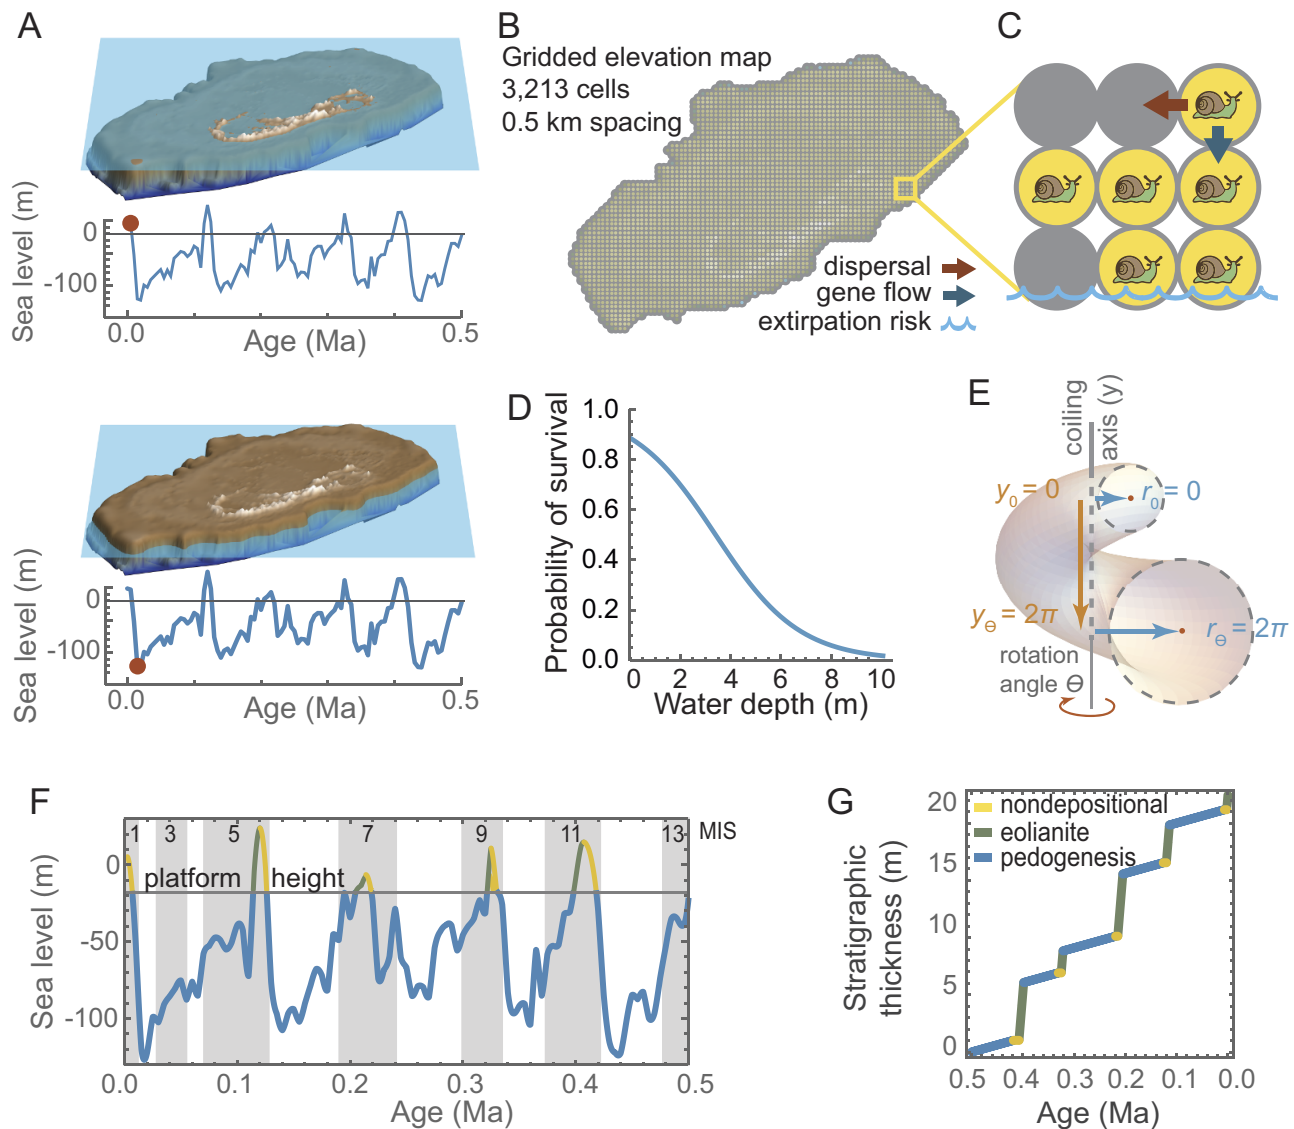 A
Sea level (m)
0
-100
0.0
0.5
Age (Ma)
Sea level (m)
0
-100
0.0
0.5
Age (Ma)
B
Gridded elevation map
3,213 cells
0.5 km spacing
dispersal
gene flow
extirpation risk
C
D
Probability of survival
1.0
0.8
0.6
0.4
0.2
0.0
0
2
4
6
8
10
Water depth (m)
E
coiling
axis (y)
y0 = 0
r0 = 0
yΘ = 2π
rΘ = 2π
rotation
angle Θ
F
1
3
5
7
9
11
13
MIS
platform height
Sea level (m)
0
-50
-100
0.0
0.1
0.2
0.3
0.4
0.5
Age (Ma)
G
nondepositional
eolianite
pedogenesis
Stratigraphic
thickness (m)
20
15
10
5
0
0.5
0.4
0.3
0.2
0.1
0.0
Age (Ma)